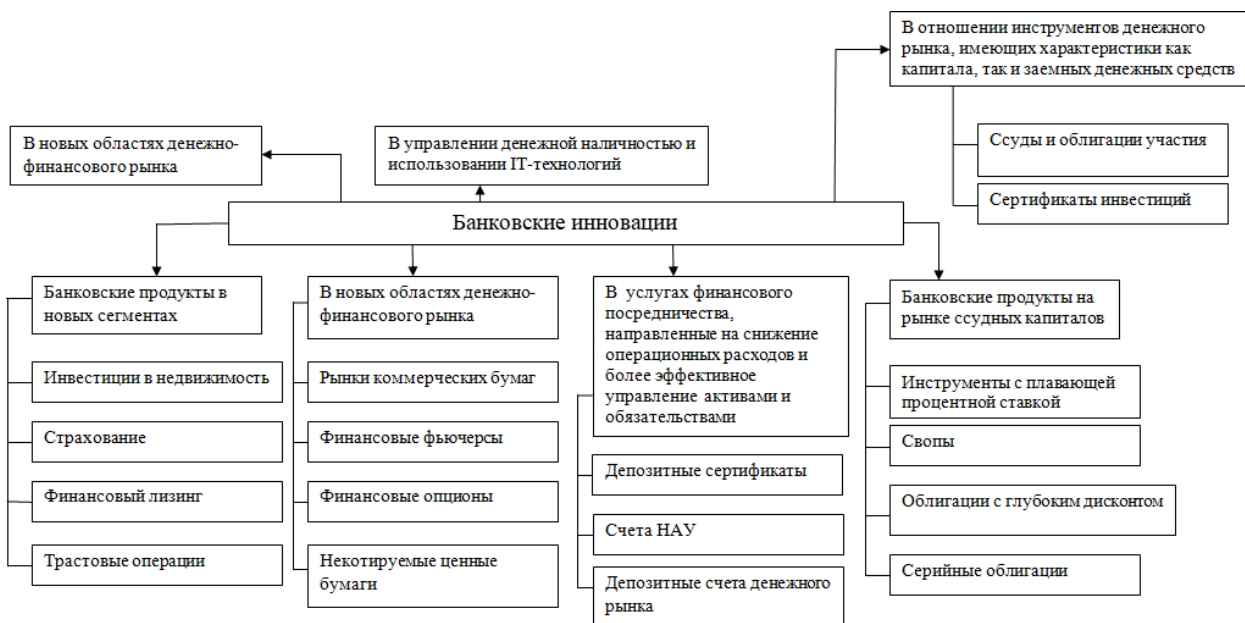 В отношении инструментов денежного
рынка, имеющих характеристики как
капитала, так и заемных денежных средств
Ссуды и облигации участия
Сертификаты инвестиций
В новых областях денежно-
финансового рынка
В управлении денежной наличностью и
использовании IT-технологий
Банковские инновации
Банковские продукты в
новых сегментах
Инвестиции в недвижимость
Страхование
Финансовый лизинг
Трастовые операции
В новых областях денежно-
финансового рынка
Рынки коммерческих бумаг
Финансовые фьючерсы
Финансовые опционы
Некотируемые ценные
бумаги
В услугах финансового
посредничества,
направленные на снижение
операционных расходов и
более эффективное
управление активами и
обязательствами
Депозитные сертификаты
Счета НАУ
Депозитные счета денежного
рынка
Банковские продукты на
рынке ссудных капиталов
Инструменты с плавающей
процентной ставкой
Свопы
Облигации с глубоким дисконтом
Серийные облигации